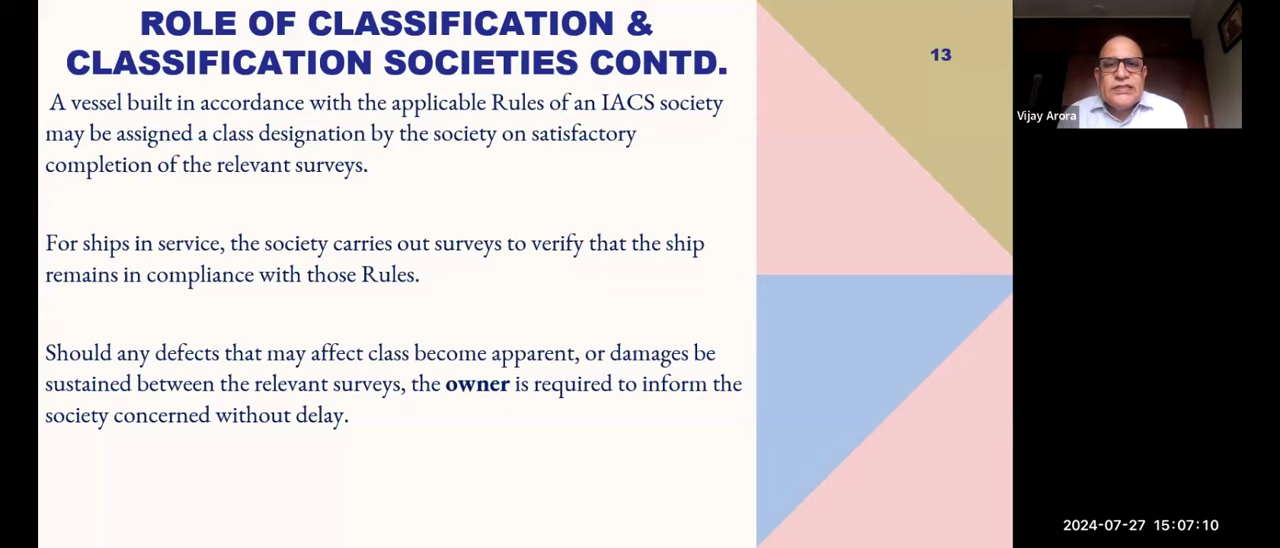 ROLE OF CLASSIFICATION &
CLASSIFICATION SOCIETIES CONTD.
13
A vessel built in accordance with the applicable Rules of an IACS society
may be assigned a class designation by the society on satisfactory
completion of the relevant surveys.
For ships in service, the society carries out surveys to verify that the ship
remains in compliance with those Rules.
Should any defects that may affect class become apparent, or damages be
sustained between the relevant surveys, the owner is required to inform the
society concerned without delay.
Vijay Arora
2024-07-27 15:07:10